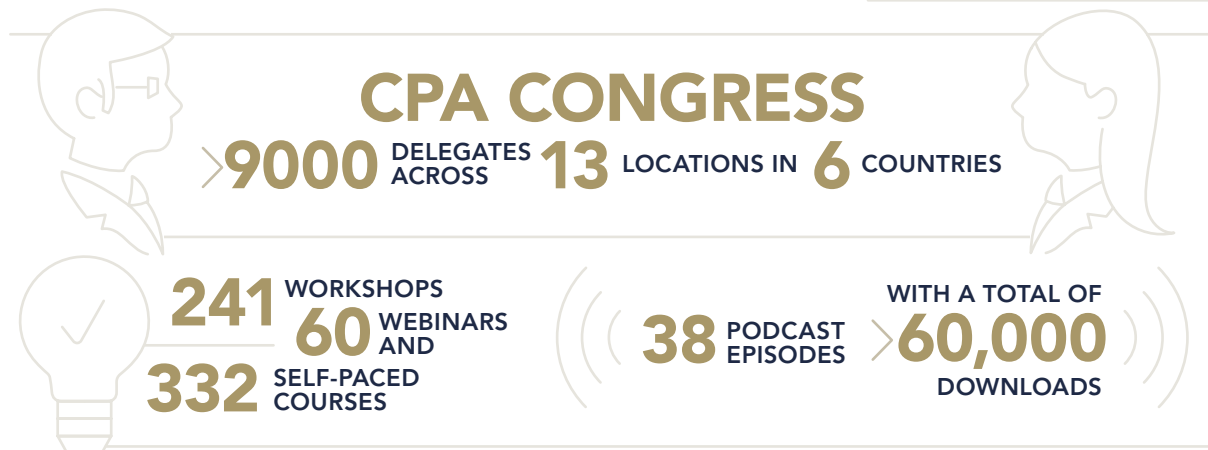 CPA CONGRESS
>9000 DELEGATES ACROSS 13 LOCATIONS IN 6 COUNTRIES
241 WORKSHOPS
60 WEBINARS AND
332 SELF-PACED COURSES
38 PODCAST EPISODES
WITH A TOTAL OF
>60,000
DOWNLOADS